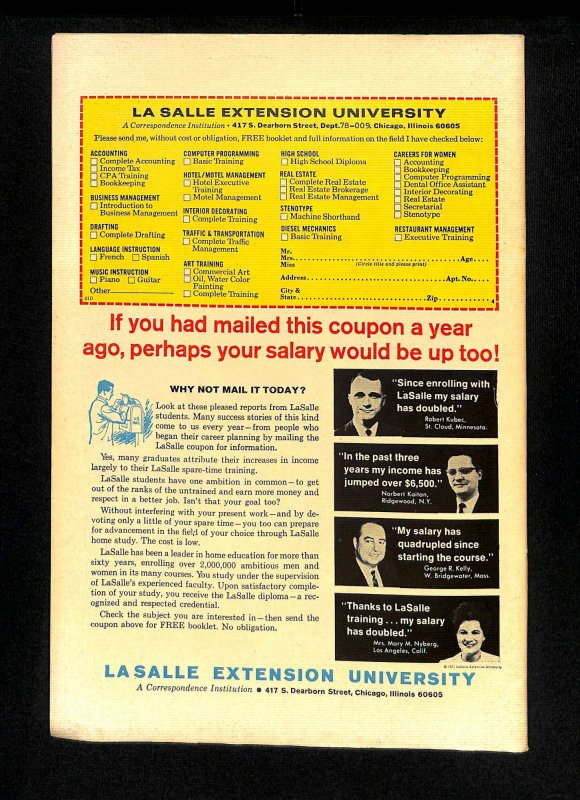 LA SALLE EXTENSION UNIVERSITY
A Correspondence Institution • 417 S. Dearborn Street, Dept. 78-009, Chicago, Illinois 60605
Please send me, without cost or obligation, FREE booklet and full information on the field I have checked below:
ACCOUNTING
Complete Accounting
Income Tax
CPA Training
Bookkeeping
BUSINESS MANAGEMENT
Introduction to
Business Management
DRAFTING
Complete Drafting
LANGUAGE INSTRUCTION
French Spanish
MUSIC INSTRUCTION
Piano Guitar
Other
COMPUTER PROGRAMMING
Basic Training
HOTEL/MOTEL MANAGEMENT
Hotel Executive
Training
Motel Management
INTERIOR DECORATING
Complete Training
TRAFFIC & TRANSPORTATION
Complete Traffic
Management
ART TRAINING
Commercial Art
Oil, Water Color
Painting
Complete Training
HIGH SCHOOL
High School Diploma
REAL ESTATE
Complete Real Estate
Real Estate Brokerage
Real Estate Management
STENOTYPE
Machine Shorthand
DIESEL MECHANICS
Basic Training
CAREERS FOR WOMEN
Accounting
Bookkeeping
Computer Programming
Dental Office Assistant
Interior Decorating
Real Estate
Secretarial
Stenotype
RESTAURANT MANAGEMENT
Executive Training
Mr.
Mrs. Age
Miss (Circle title and please print)
Address Apt. No.
City &
State Zip
4
If you had mailed this coupon a year
ago, perhaps your salary would be up too!
WHY NOT MAIL IT TODAY?
Look at these pleased reports from LaSalle
students. Many success stories of this kind
come to us every year—from people who
began their career planning by mailing the
LaSalle coupon for information.
Yes, many graduates attribute their increases in income
largely to their LaSalle spare-time training.
LaSalle students have one ambition in common—to get
out of the ranks of the untrained and earn more money and
respect in a better job. Isn't that your goal too?
Without interfering with your present work—and by de-
voting only a little of your spare time—you too can prepare
for advancement in the field of your choice through LaSalle
home study. The cost is low.
LaSalle has been a leader in home education for more than
sixty years, enrolling over 2,000,000 ambitious men and
women in its many courses. You study under the supervision
of LaSalle's experienced faculty. Upon satisfactory comple-
tion of your study, you receive the LaSalle diploma—a rec-
ognized and respected credential.
Check the subject you are interested in—then send the
coupon above for FREE booklet. No obligation.
"Since enrolling with
LaSalle my salary
has doubled."
Robert Kubec,
St. Cloud, Minnesota.
"In the past three
years my income has
jumped over $6,500."
Norbert Kaiton,
Ridgewood, N.Y.
"My salary has
quadrupled since
starting the course."
George R. Kelly,
W. Bridgewater, Mass.
"Thanks to LaSalle
training . . . my salary
has doubled."
Mrs. Mary M. Nyberg,
Los Angeles, Calif.
LASALLE EXTENSION UNIVERSITY
A Correspondence Institution • 417 S. Dearborn Street, Chicago, Illinois 60605